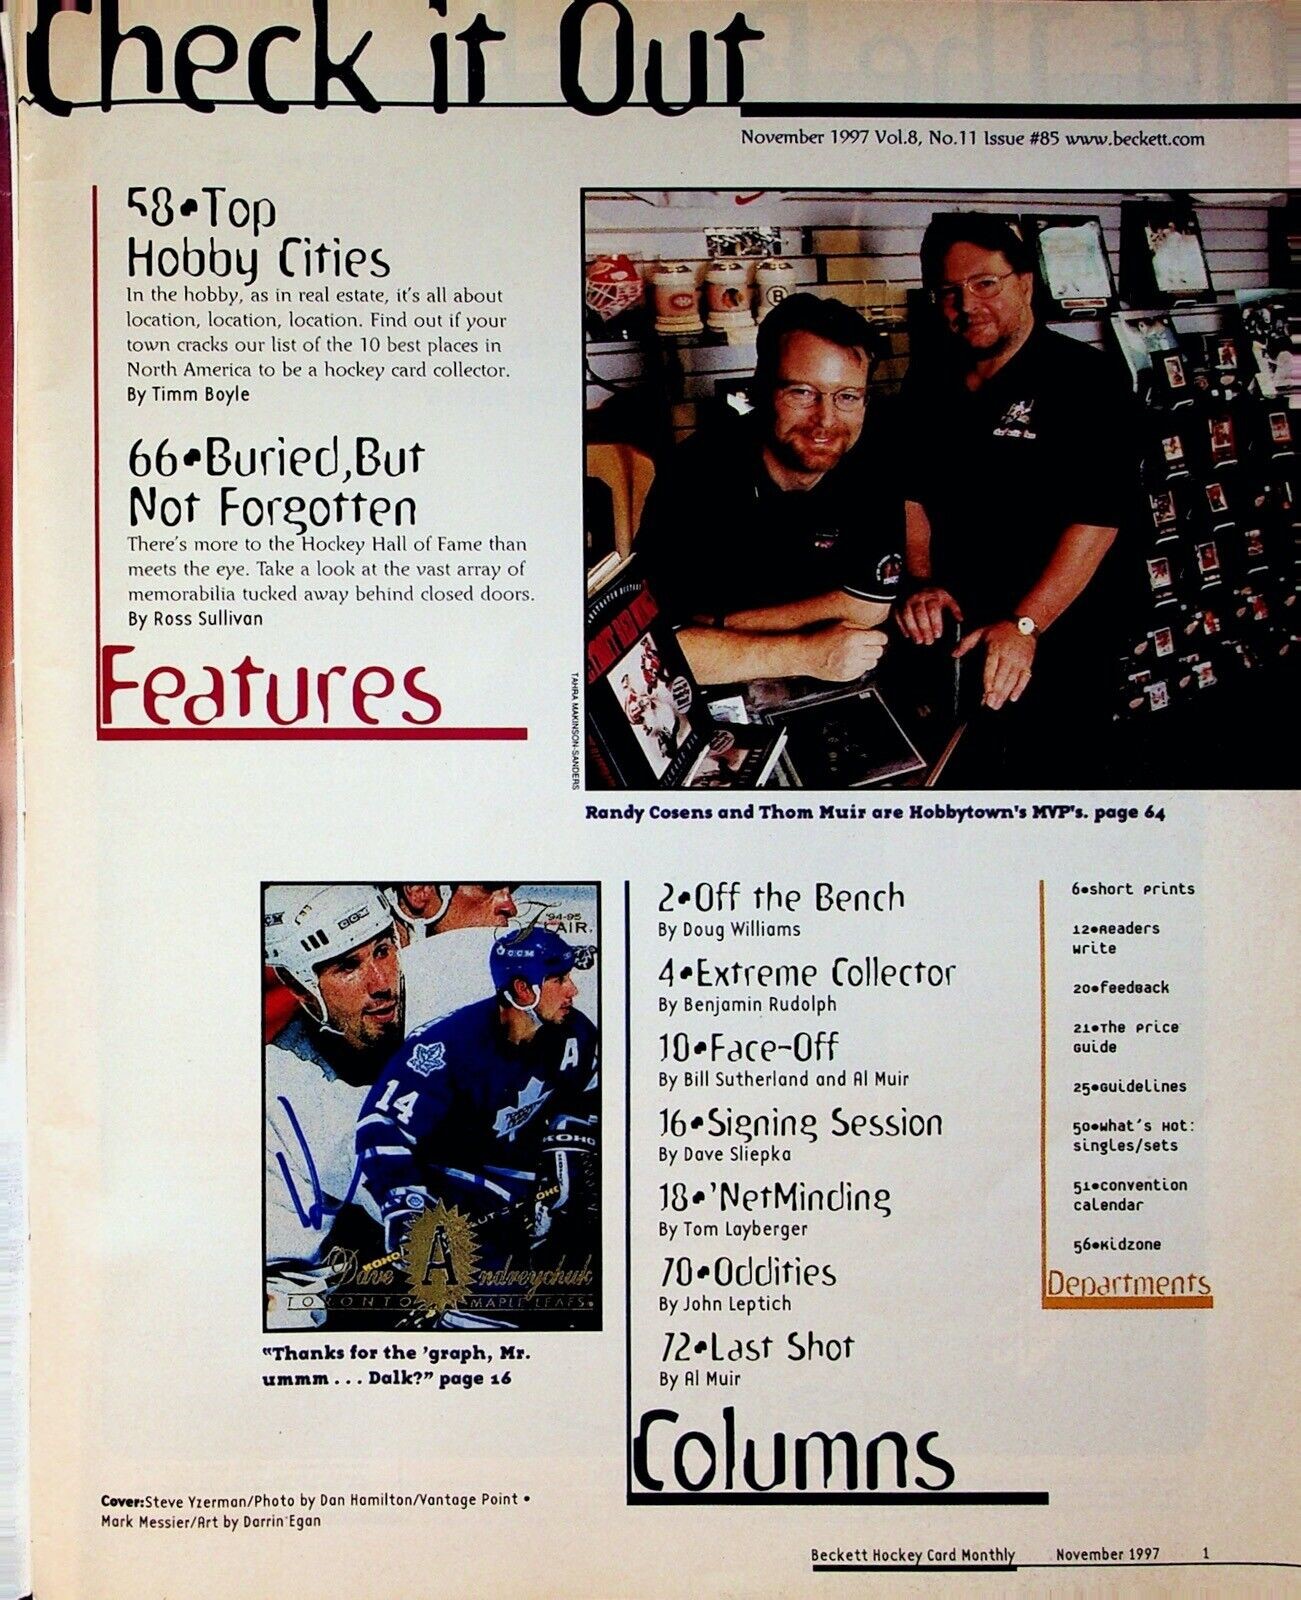 Check it Out
November 1997 Vol.8, No.11 Issue #85 www.beckett.com
58•Top
Hobby Cities
In the hobby, as in real estate, it's all about
location, location, location. Find out if your
town cracks our list of the 10 best places in
North America to be a hockey card collector.
By Timm Boyle
66•Buried,But
Not Forgotten
There's more to the Hockey Hall of Fame than
meets the eye. Take a look at the vast array of
memorabilia tucked away behind closed doors.
By Ross Sullivan
Features
TAHRA MAKINSON-SANDERS
Randy Cosens and Thom Muir are Hobbytown's MVP's. page 64
'94-95
FLAIR.
CCM
CCM
A
14
KOHO
KOHO
Dave Andreychuk
TORONTO MAPLE LEAFS
"Thanks for the 'graph, Mr.
ummm . . . Dalk?" page 16
2•Off the Bench
By Doug Williams
4•Extreme Collector
By Benjamin Rudolph
10•Face-Off
By Bill Sutherland and Al Muir
16•Signing Session
By Dave Sliepka
18•'NetMinding
By Tom Layberger
70•Oddities
By John Leptich
72•Last Shot
By Al Muir
Columns
6•short prints
12•Readers
write
20•feedback
21•The Price
Guide
25•Guidelines
50•What's Hot:
singles/sets
51•convention
calendar
56•Kidzone
Departments
Cover:Steve Yzerman/Photo by Dan Hamilton/Vantage Point •
Mark Messier/Art by Darrin Egan
Beckett Hockey Card Monthly November 1997 1